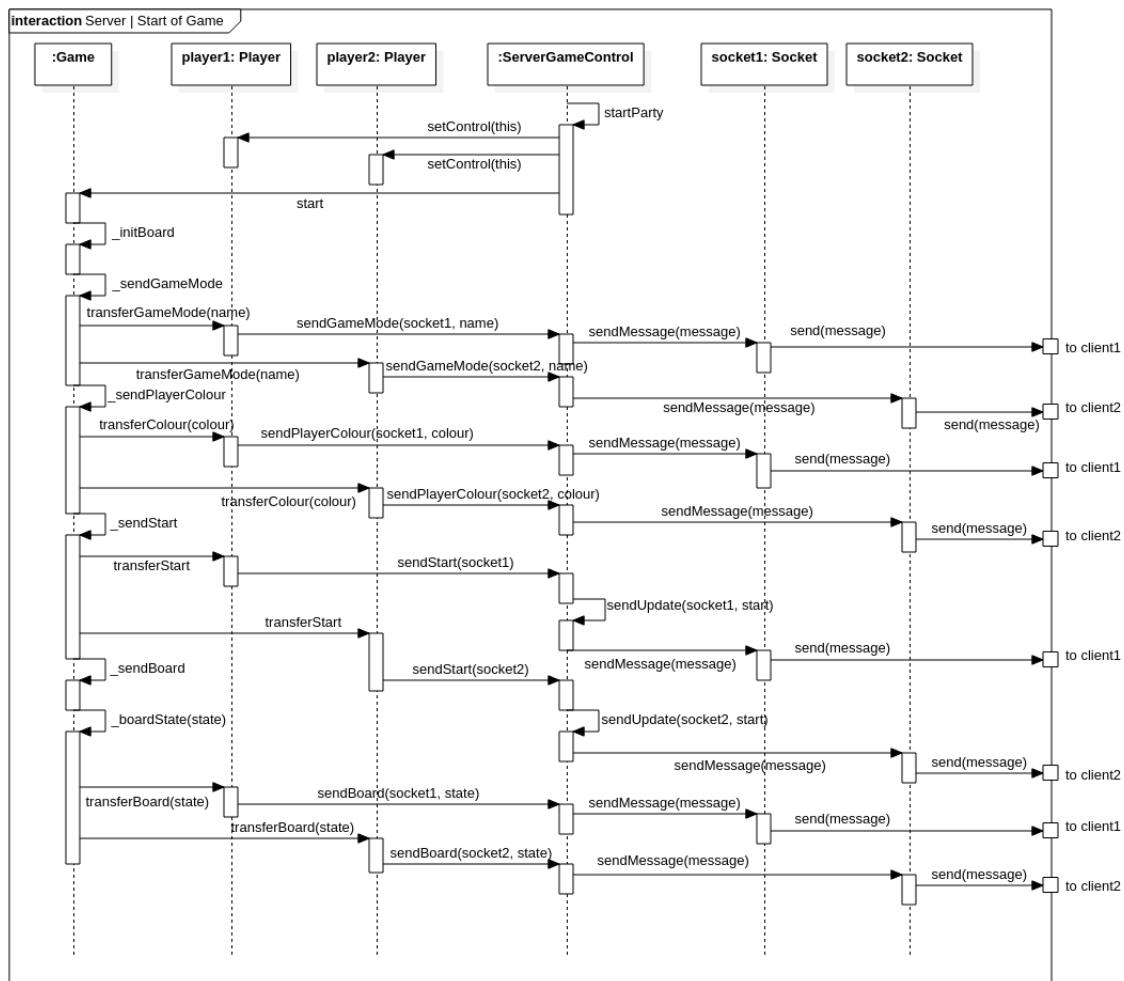 interaction Server | Start of Game
:Game
player1: Player
player2: Player
:ServerGameControl
socket1: Socket
socket2: Socket
startParty
setControl(this)
setControl(this)
start
_initBoard
_sendGameMode
transferGameMode(name)
sendGameMode(socket1, name)
sendMessage(message)
send(message)
to client1
transferGameMode(name)
sendGameMode(socket2, name)
_sendPlayerColour
sendMessage(message)
send(message)
to client2
transferColour(colour)
sendPlayerColour(socket1, colour)
sendMessage(message)
send(message)
to client1
transferColour(colour)
sendPlayerColour(socket2, colour)
sendMessage(message)
send(message)
to client2
_sendStart
transferStart
sendStart(socket1)
sendUpdate(socket1, start)
transferStart
sendMessage(message)
send(message)
to client1
_sendBoard
sendStart(socket2)
_boardState(state)
sendUpdate(socket2, start)
sendMessage(message)
send(message)
to client2
transferBoard(state)
sendBoard(socket1, state)
sendMessage(message)
send(message)
to client1
transferBoard(state)
sendBoard(socket2, state)
sendMessage(message)
send(message)
to client2